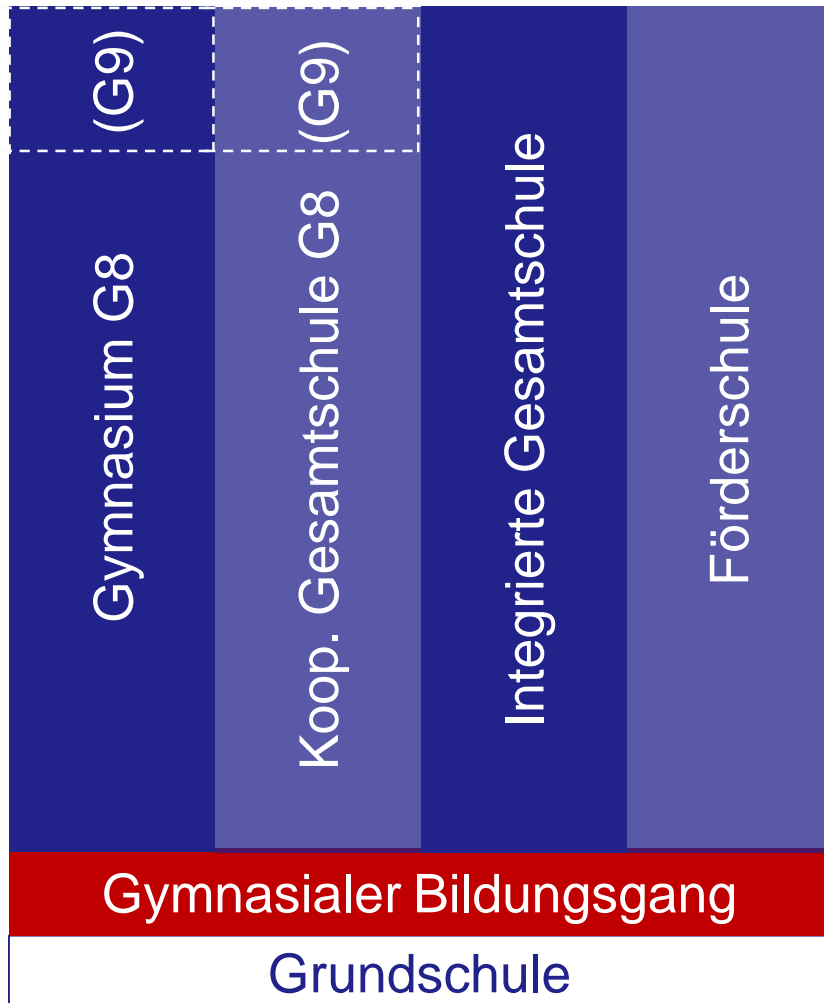 (G9)
(G9)
Gymnasium G8
Koop. Gesamtschule G8
Integrierte Gesamtschule
Förderschule
Gymnasialer Bildungsgang
Grundschule